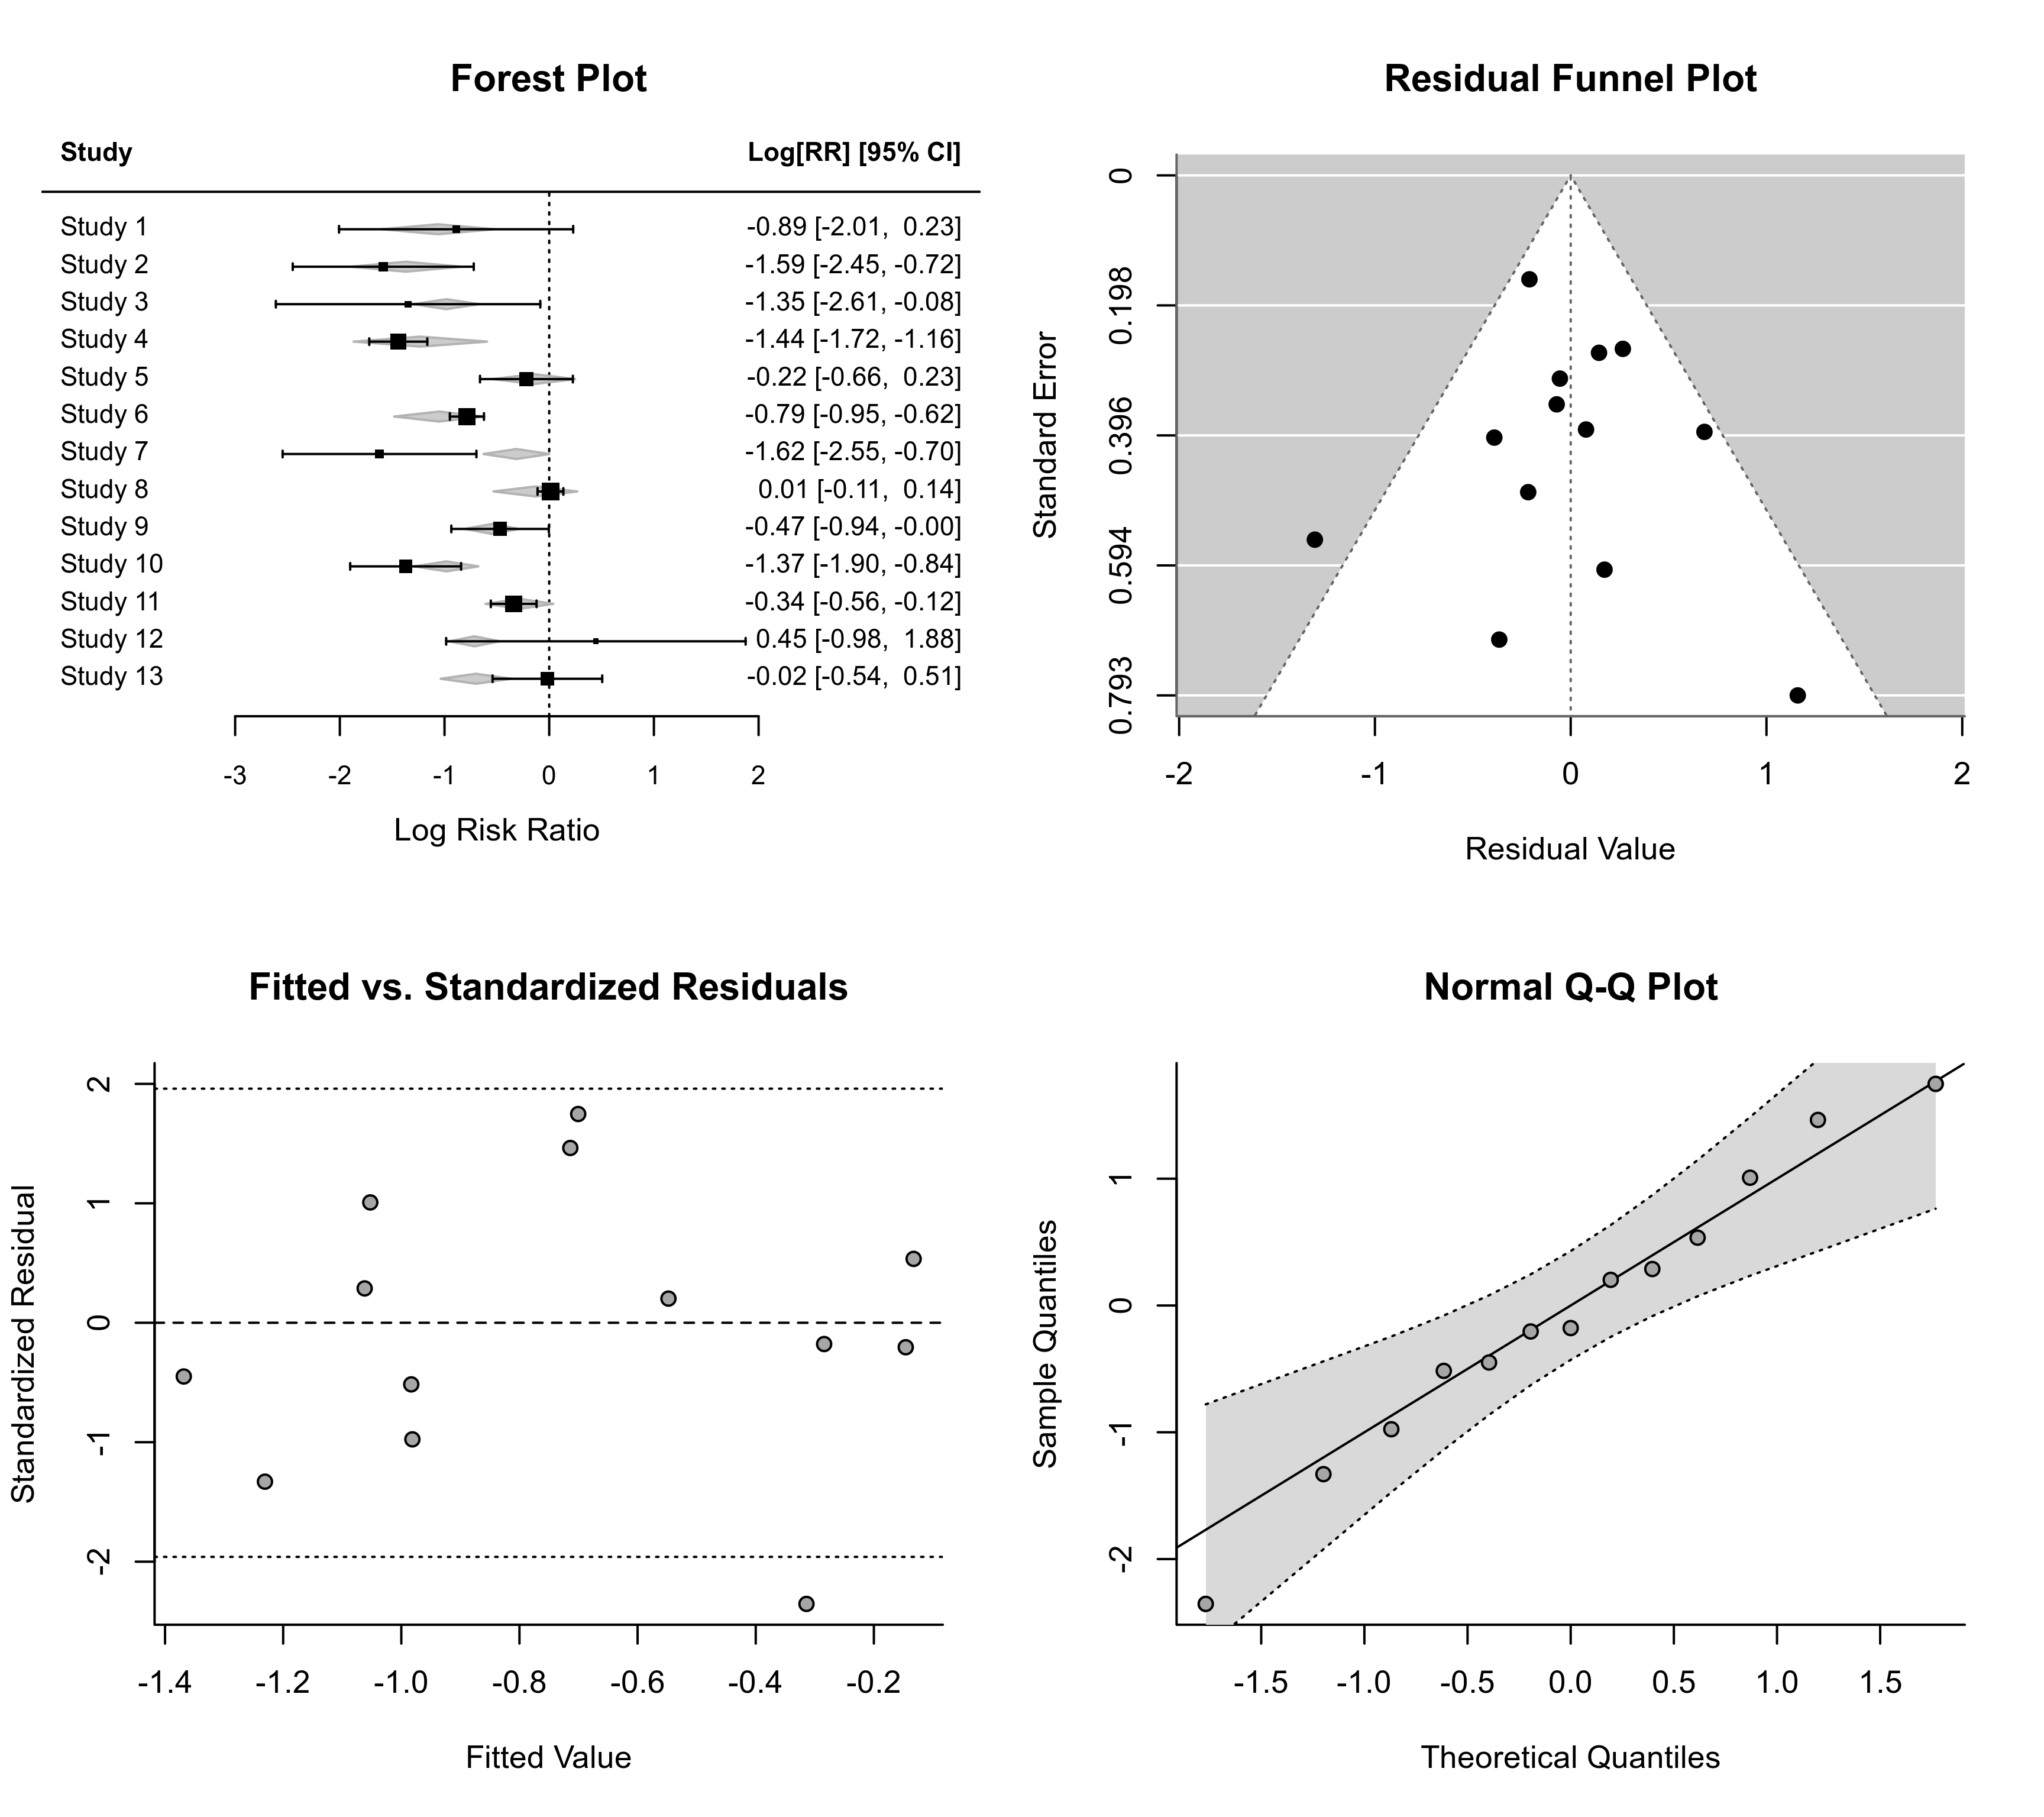 Forest Plot
Study Log[RR] [95% CI]
Study 1 -0.89 [-2.01, 0.23]
Study 2 -1.59 [-2.45, -0.72]
Study 3 -1.35 [-2.61, -0.08]
Study 4 -1.44 [-1.72, -1.16]
Study 5 -0.22 [-0.66, 0.23]
Study 6 -0.79 [-0.95, -0.62]
Study 7 -1.62 [-2.55, -0.70]
Study 8 0.01 [-0.11, 0.14]
Study 9 -0.47 [-0.94, -0.00]
Study 10 -1.37 [-1.90, -0.84]
Study 11 -0.34 [-0.56, -0.12]
Study 12 0.45 [-0.98, 1.88]
Study 13 -0.02 [-0.54, 0.51]
-3 -2 -1 0 1 2
Log Risk Ratio
Residual Funnel Plot
Standard Error
0
0.198
0.396
0.594
0.793
-2 -1 0 1 2
Residual Value
Fitted vs. Standardized Residuals
Standardized Residual
2
1
0
-1
-2
-1.4 -1.2 -1.0 -0.8 -0.6 -0.4 -0.2
Fitted Value
Normal Q-Q Plot
Sample Quantiles
1
0
-1
-2
-1.5 -1.0 -0.5 0.0 0.5 1.0 1.5
Theoretical Quantiles